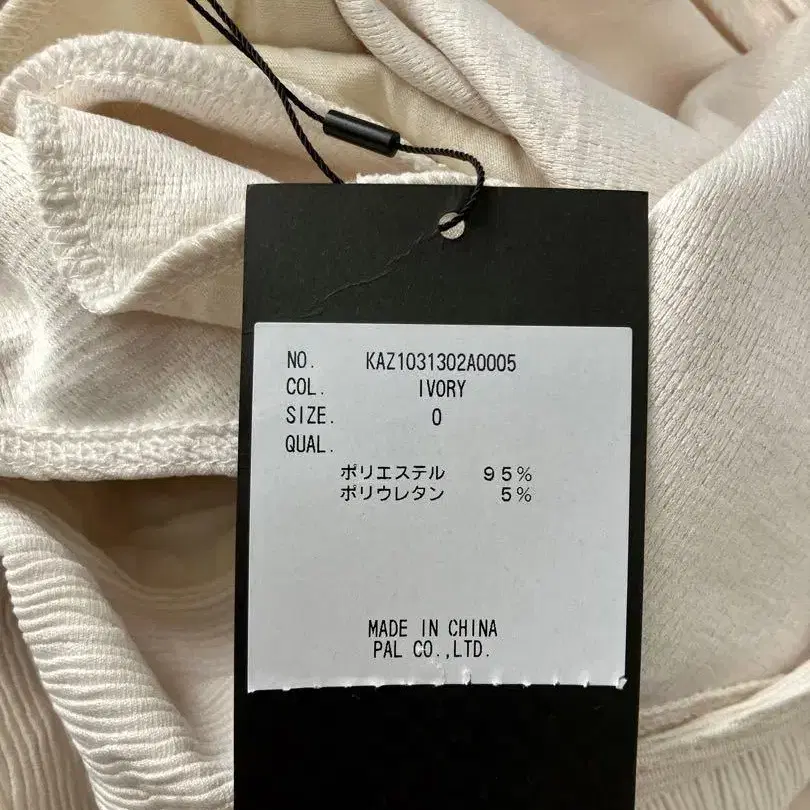 NO. KAZ1031302A0005
COL. IVORY
SIZE. 0
QUAL.
ポリエステル 95%
ポリウレタン 5%
MADE IN CHINA
PAL CO.,LTD.